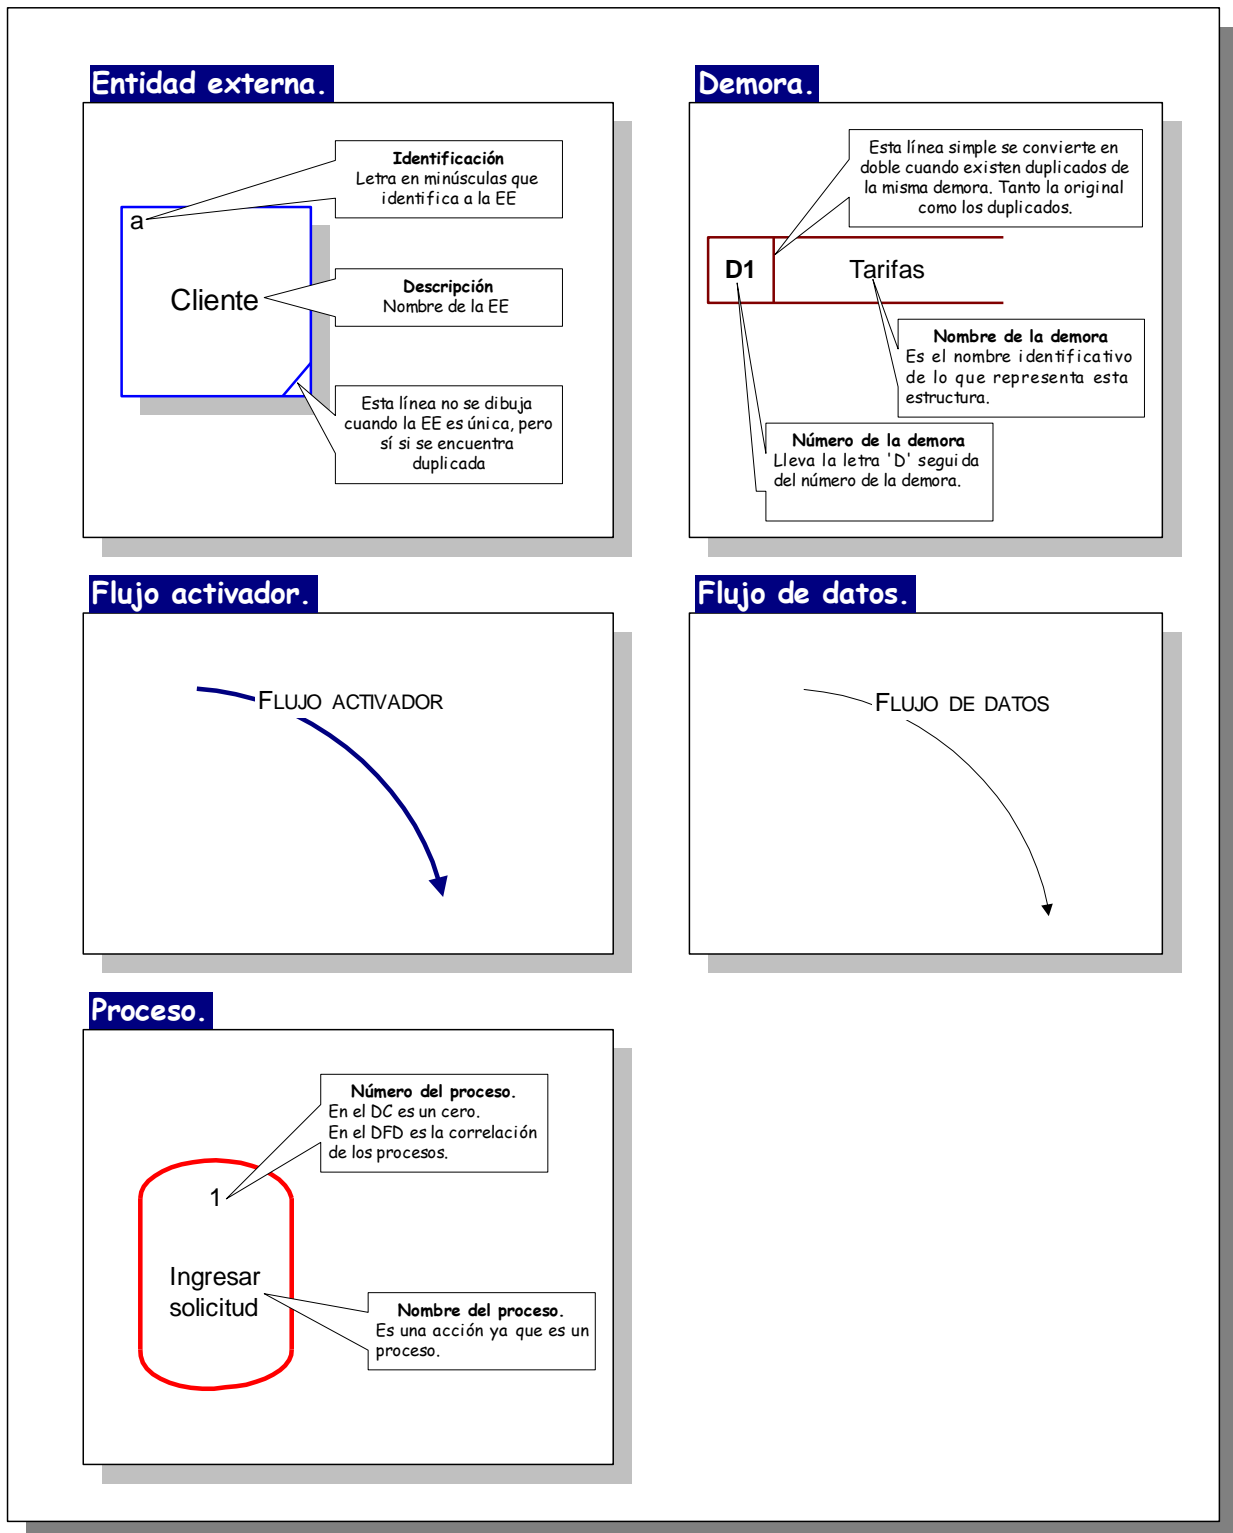 Entidad externa.
Identificación
Letra en minúsculas que
identifica a la EE
a
Cliente
Descripción
Nombre de la EE
Esta línea no se dibuja
cuando la EE es única, pero
sí si se encuentra
duplicada
Demora.
Esta línea simple se convierte en
doble cuando existen duplicados de
la misma demora. Tanto la original
como los duplicados.
D1
Tarifas
Nombre de la demora
Es el nombre identificativo
de lo que representa esta
estructura.
Número de la demora
Lleva la letra 'D' seguida
del número de la demora.
Flujo activador.
FLUJO ACTIVADOR
Flujo de datos.
FLUJO DE DATOS
Proceso.
Número del proceso.
En el DC es un cero.
En el DFD es la correlación
de los procesos.
1
Ingresar
solicitud
Nombre del proceso.
Es una acción ya que es un
proceso.